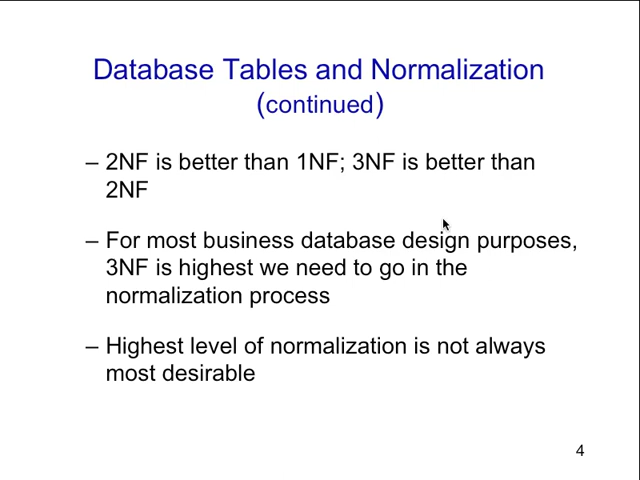 Database Tables and Normalization
(continued)
– 2NF is better than 1NF; 3NF is better than
2NF
– For most business database design purposes,
3NF is highest we need to go in the
normalization process
– Highest level of normalization is not always
most desirable
4